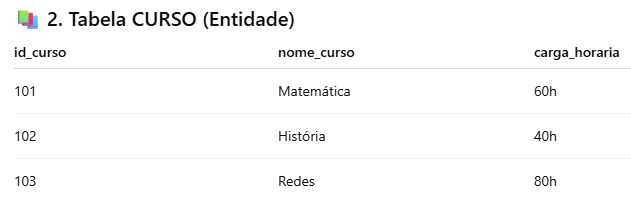 2. Tabela CURSO (Entidade)
id_curso nome_curso carga_horaria
101 Matemática 60h
102 História 40h
103 Redes 80h